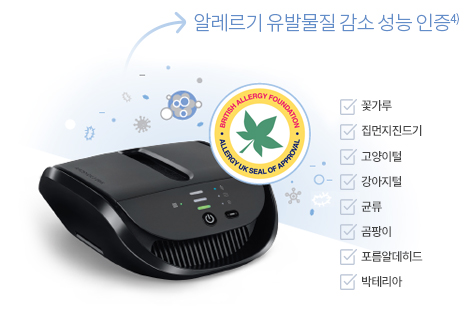 알레르기 유발물질 감소 성능 인증4)
BRITISH ALLERGY FOUNDATION
ALLERGY UK SEAL OF APPROVAL
꽃가루
집먼지진드기
고양이털
강아지털
균류
곰팡이
포름알데히드
박테리아